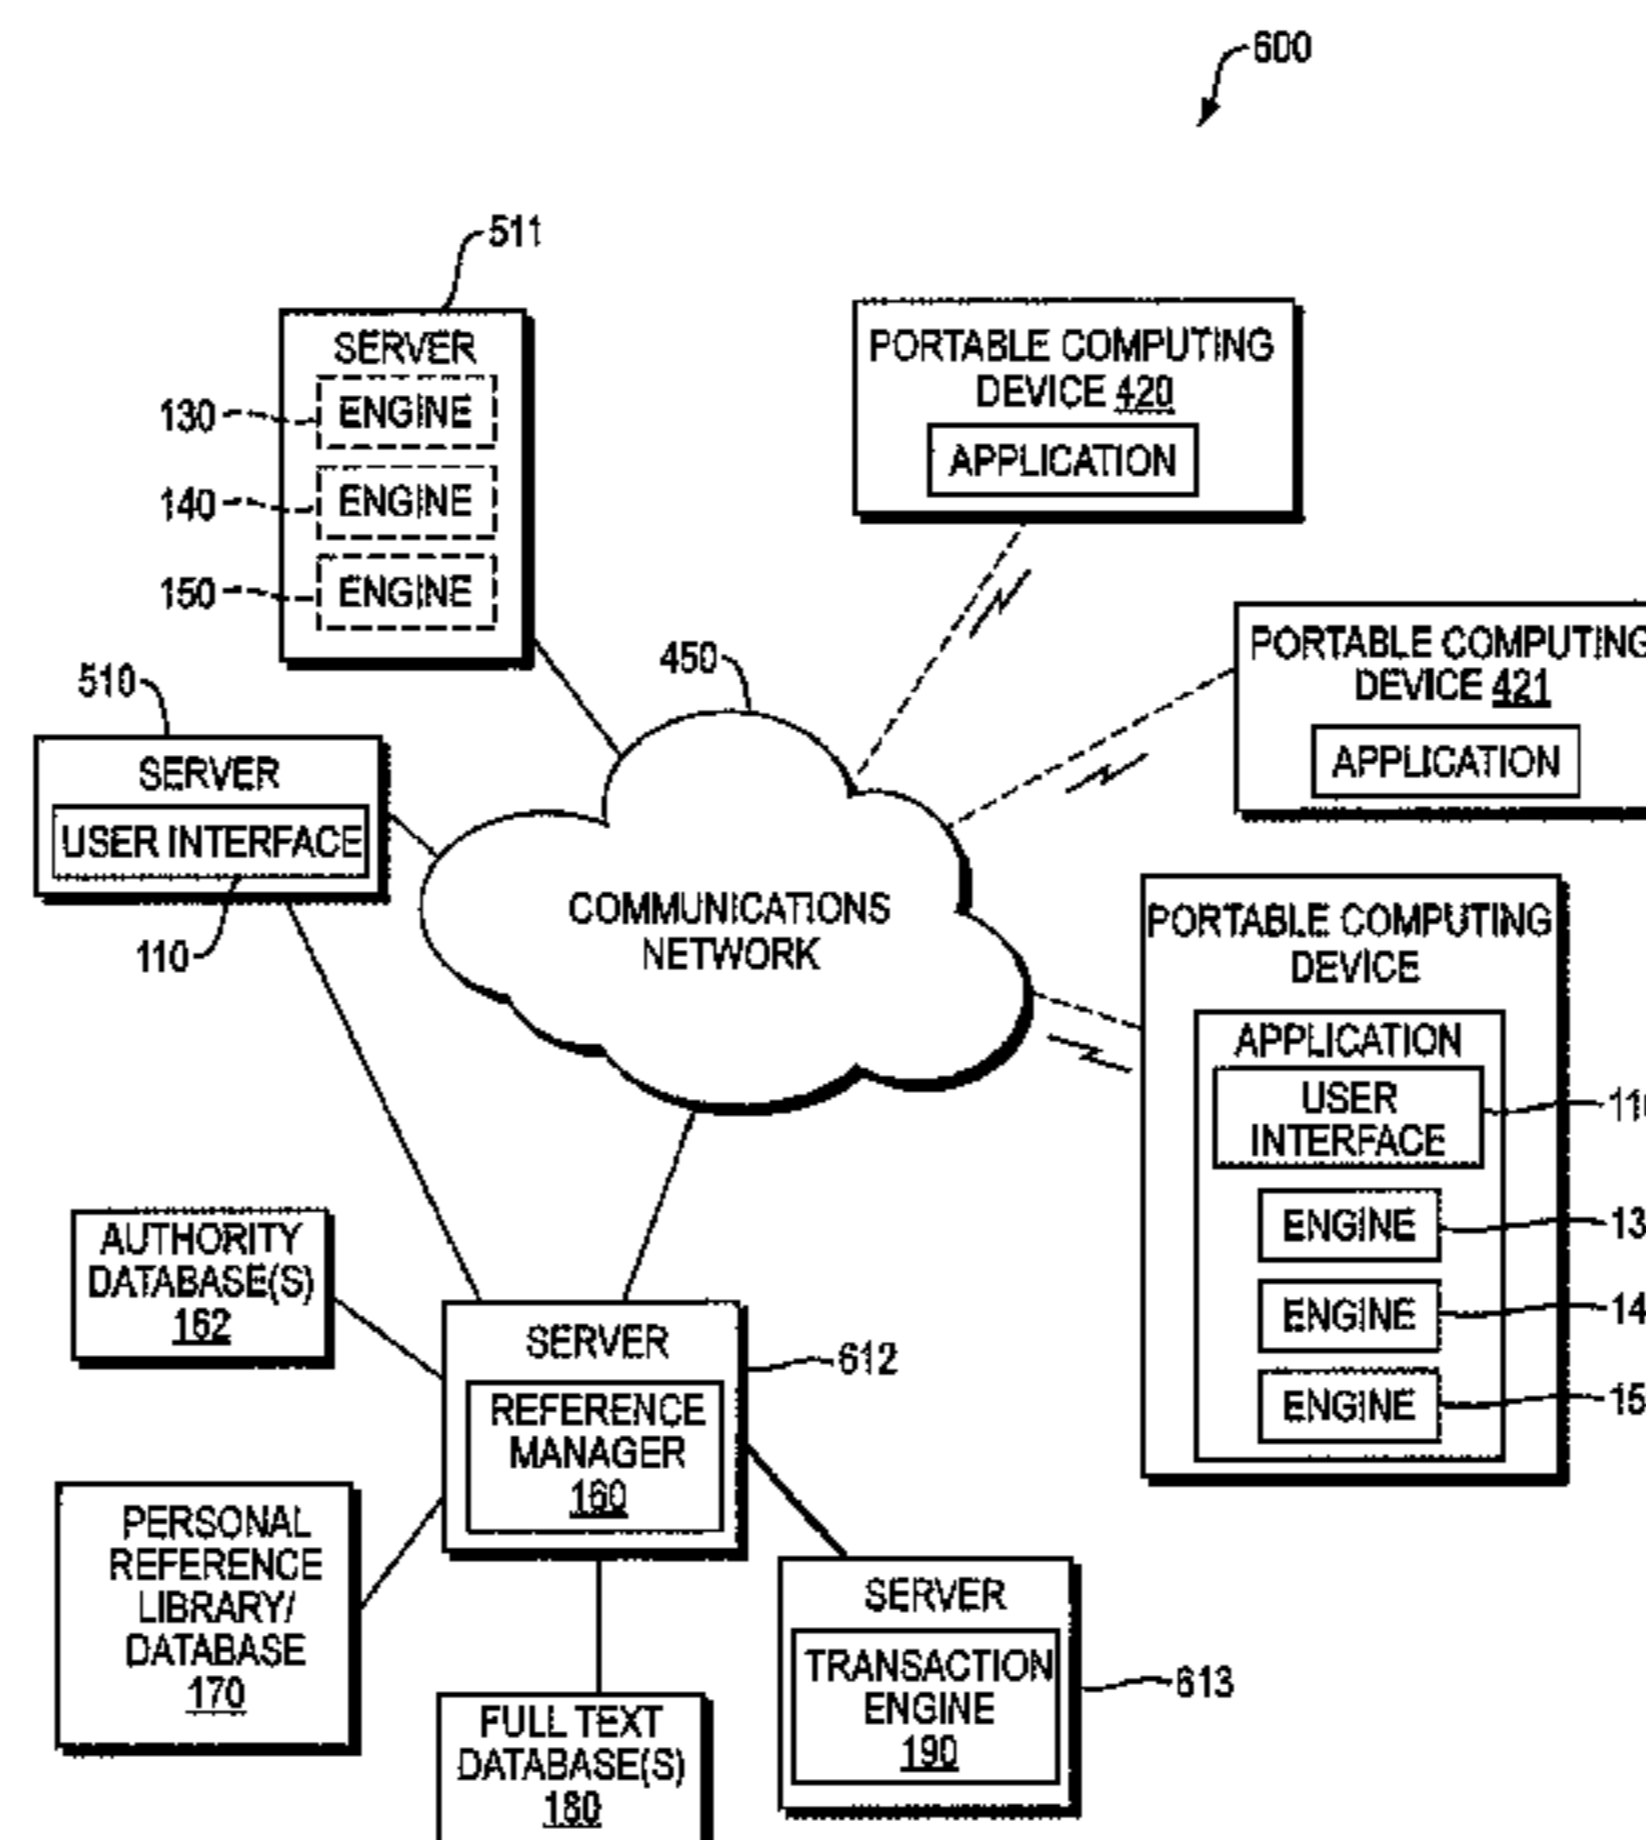 600
511
SERVER
130
ENGINE
140
ENGINE
150
ENGINE
PORTABLE COMPUTING
DEVICE 420
APPLICATION
450
PORTABLE COMPUTING
DEVICE 421
APPLICATION
510
SERVER
USER INTERFACE
110
COMMUNICATIONS
NETWORK
PORTABLE COMPUTING
DEVICE
APPLICATION
USER
INTERFACE
ENGINE
ENGINE
ENGINE
AUTHORITY
DATABASE(S)
162
SERVER
612
REFERENCE
MANAGER
160
PERSONAL
REFERENCE
LIBRARY/
DATABASE
170
FULL TEXT
DATABASE(S)
180
SERVER
TRANSACTION
ENGINE
190
613